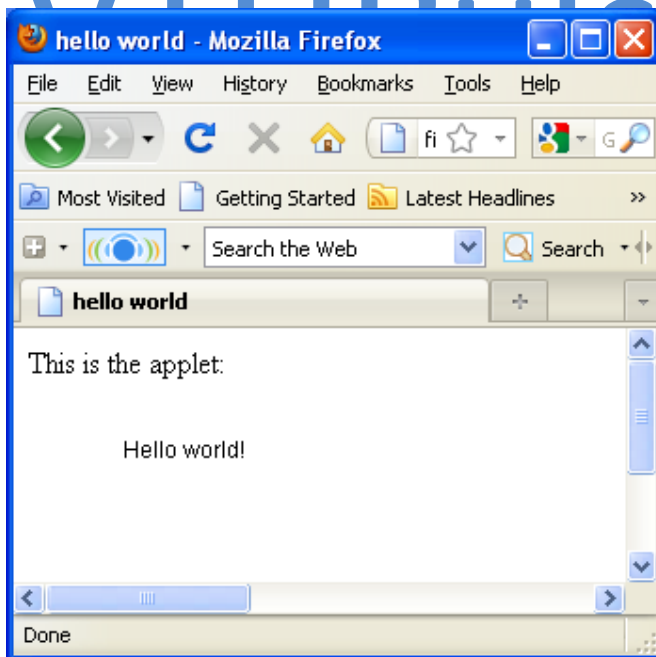 hello world - Mozilla Firefox
File Edit View History Bookmarks Tools Help
fi G
Most Visited Getting Started Latest Headlines »
Search the Web Search
hello world
This is the applet:
Hello world!
Done